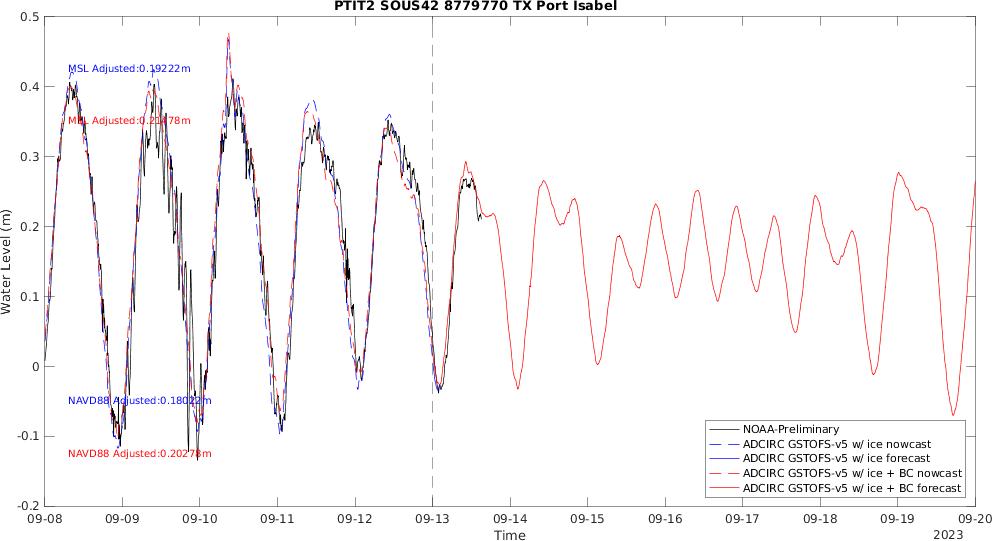 PTIT2 SOUS42 8779770 TX Port Isabel
0.5
0.4
0.3
0.2
0.1
0
-0.1
-0.2
Water Level (m)
MSL Adjusted:0.19222m
MLL Adjusted:0.21478m
NAVD88 Adjusted:0.18022m
NAVD88 Adjusted:0.20278m
NOAA-Preliminary
ADCIRC GSTOFS-v5 w/ ice nowcast
ADCIRC GSTOFS-v5 w/ ice forecast
ADCIRC GSTOFS-v5 w/ ice + BC nowcast
ADCIRC GSTOFS-v5 w/ ice + BC forecast
09-08 09-09 09-10 09-11 09-12 09-13 09-14 09-15 09-16 09-17 09-18 09-19 09-20
Time
2023